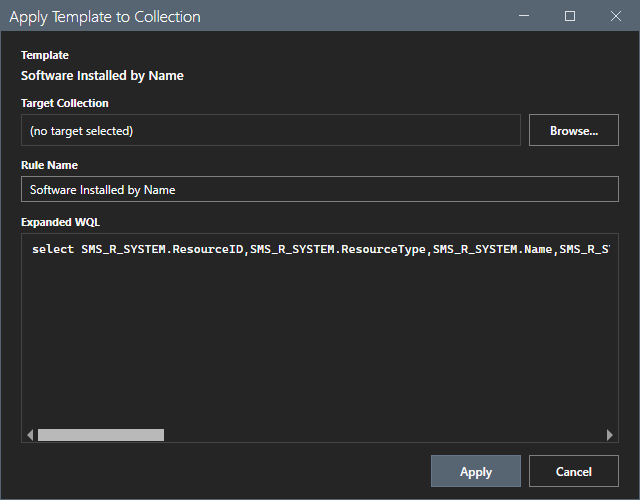 Apply Template to Collection
Template
Software Installed by Name
Target Collection
(no target selected)
Browse...
Rule Name
Software Installed by Name
Expanded WQL
select SMS_R_SYSTEM.ResourceID,SMS_R_SYSTEM.ResourceType,SMS_R_SYSTEM.Name,SMS_R_SY
Apply
Cancel